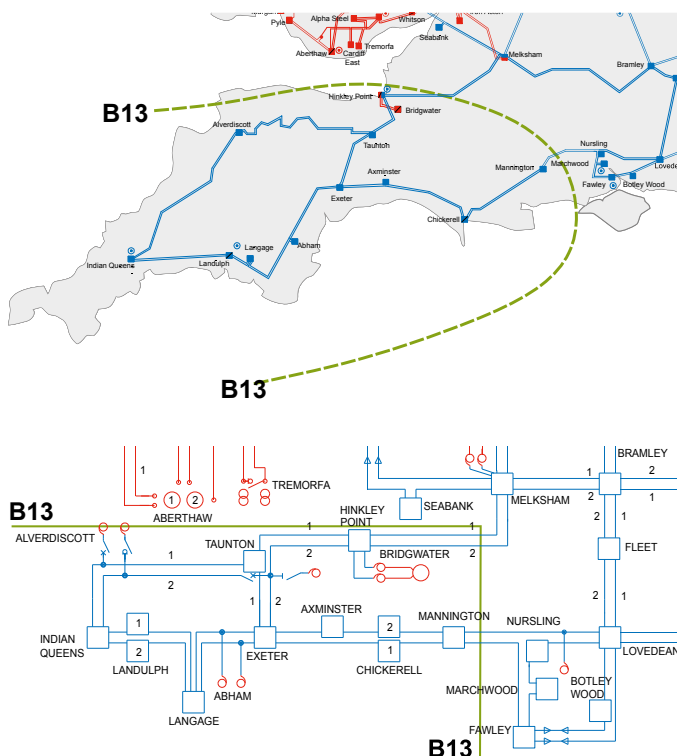 Pyle
Alpha Steel
Whitson
Seabank
Tremorfa
Cardiff
East
Aberthaw
Melksham
Bramley
Hinkley Point
B13
Bridgwater
Alverdiscott
Taunton
Nursling
Marchwood
Mannington
Axminster
Lovede
Fawley
Botley Wood
Exeter
Chickerell
Langage
Abham
Indian Queens
Landulph
B13
BRAMLEY
1
1
2
TREMORFA
1
2
ABERTHAW
SEABANK
MELKSHAM
2
1
B13
HINKLEY
POINT
ALVERDISCOTT
1
1
2
1
TAUNTON
2
2
BRIDGWATER
FLEET
1
2
1
2
2
1
AXMINSTER
MANNINGTON
NURSLING
1
2
INDIAN
QUEENS
2
LANDULPH
EXETER
1
CHICKERELL
LOVEDEAN
MARCHWOOD
BOTLEY
WOOD
ABHAM
LANGAGE
FAWLEY
B13